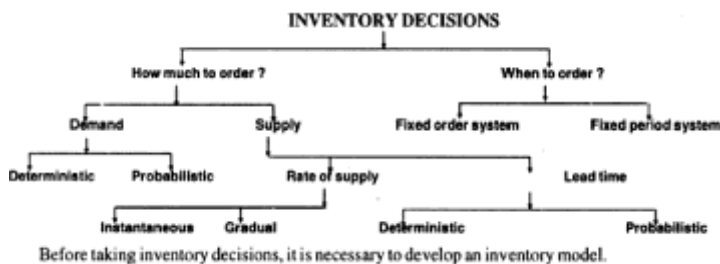 INVENTORY DECISIONS
How much to order ? When to order ?
Demand Supply Fixed order system Fixed period system
Deterministic Probabilistic Rate of supply Lead time
Instantaneous Gradual Deterministic Probabilistic
Before taking inventory decisions, it is necessary to develop an inventory model.